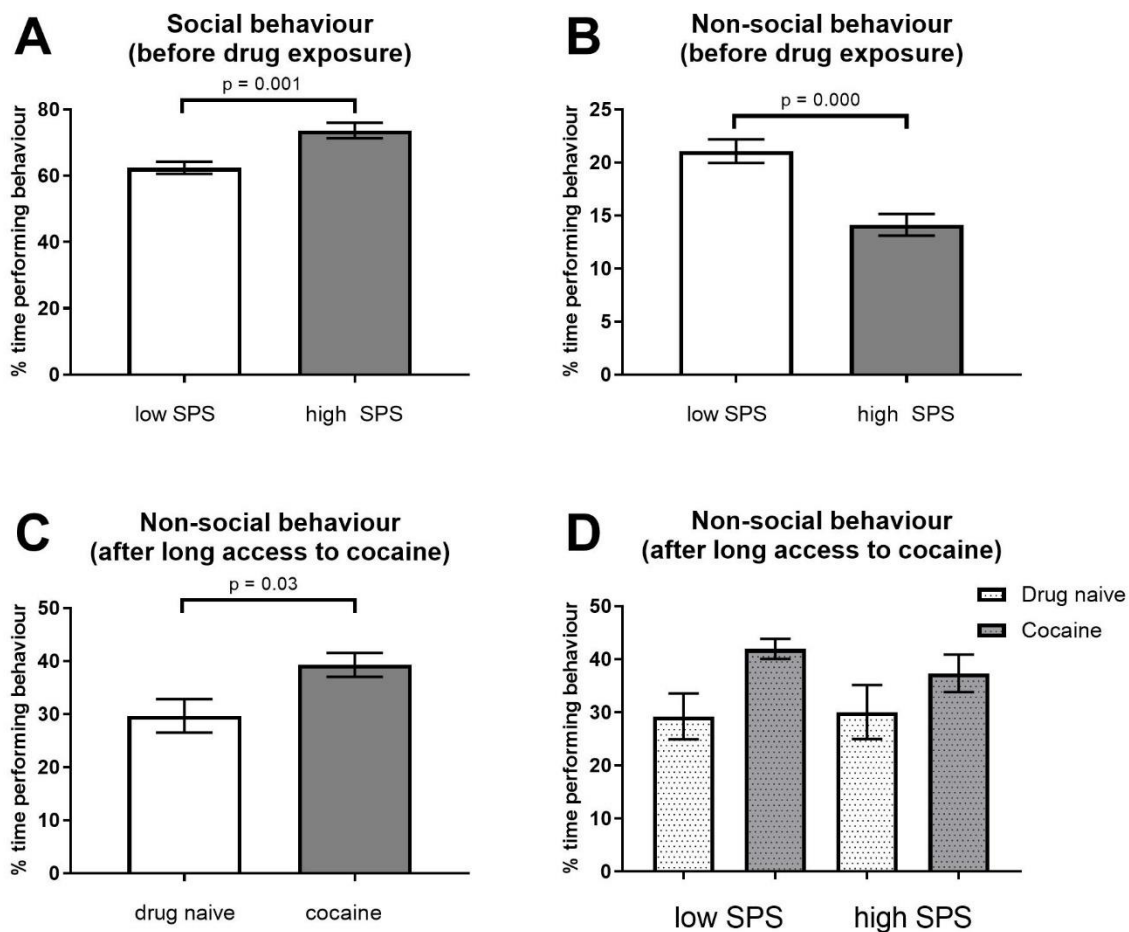 A
Social behaviour
(before drug exposure)
p = 0.001
% time performing behaviour
80
60
40
20
0
low SPS
high SPS
B
Non-social behaviour
(before drug exposure)
p = 0.000
% time performing behaviour
25
20
15
10
5
0
low SPS
high SPS
C
Non-social behaviour
(after long access to cocaine)
p = 0.03
% time performing behaviour
50
40
30
20
10
0
drug naive
cocaine
D
Non-social behaviour
(after long access to cocaine)
Drug naive
Cocaine
% time performing behaviour
50
40
30
20
10
0
low SPS
high SPS